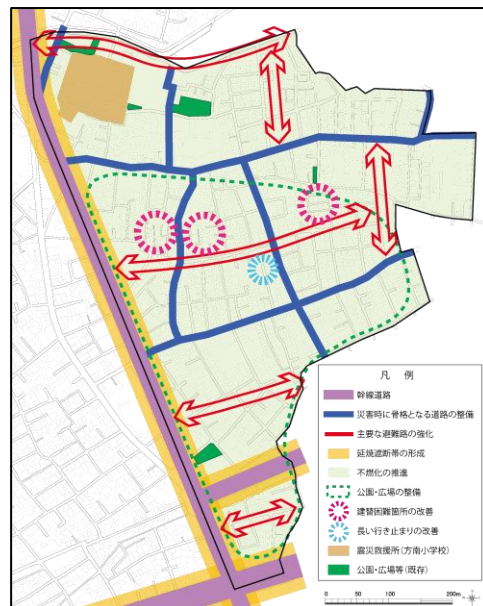 凡 例
幹線道路
災害時に骨格となる道路の整備
主要な避難路の強化
延焼遮断帯の形成
不燃化の推進
公園・広場の整備
建替困難箇所の改善
長い行き止まりの改善
震災救援所(方南小学校)
公園・広場等(既存)
0 50 100 200m